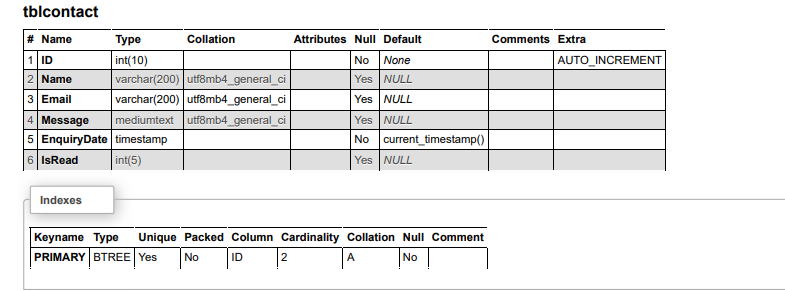 tblcontact
# Name Type Collation Attributes Null Default Comments Extra
1 ID int(10) No None AUTO_INCREMENT
2 Name varchar(200) utf8mb4_general_ci Yes NULL
3 Email varchar(200) utf8mb4_general_ci Yes NULL
4 Message mediumtext utf8mb4_general_ci Yes NULL
5 EnquiryDate timestamp No current_timestamp()
6 IsRead int(5) Yes NULL
Indexes
Keyname Type Unique Packed Column Cardinality Collation Null Comment
PRIMARY BTREE Yes No ID 2 A No